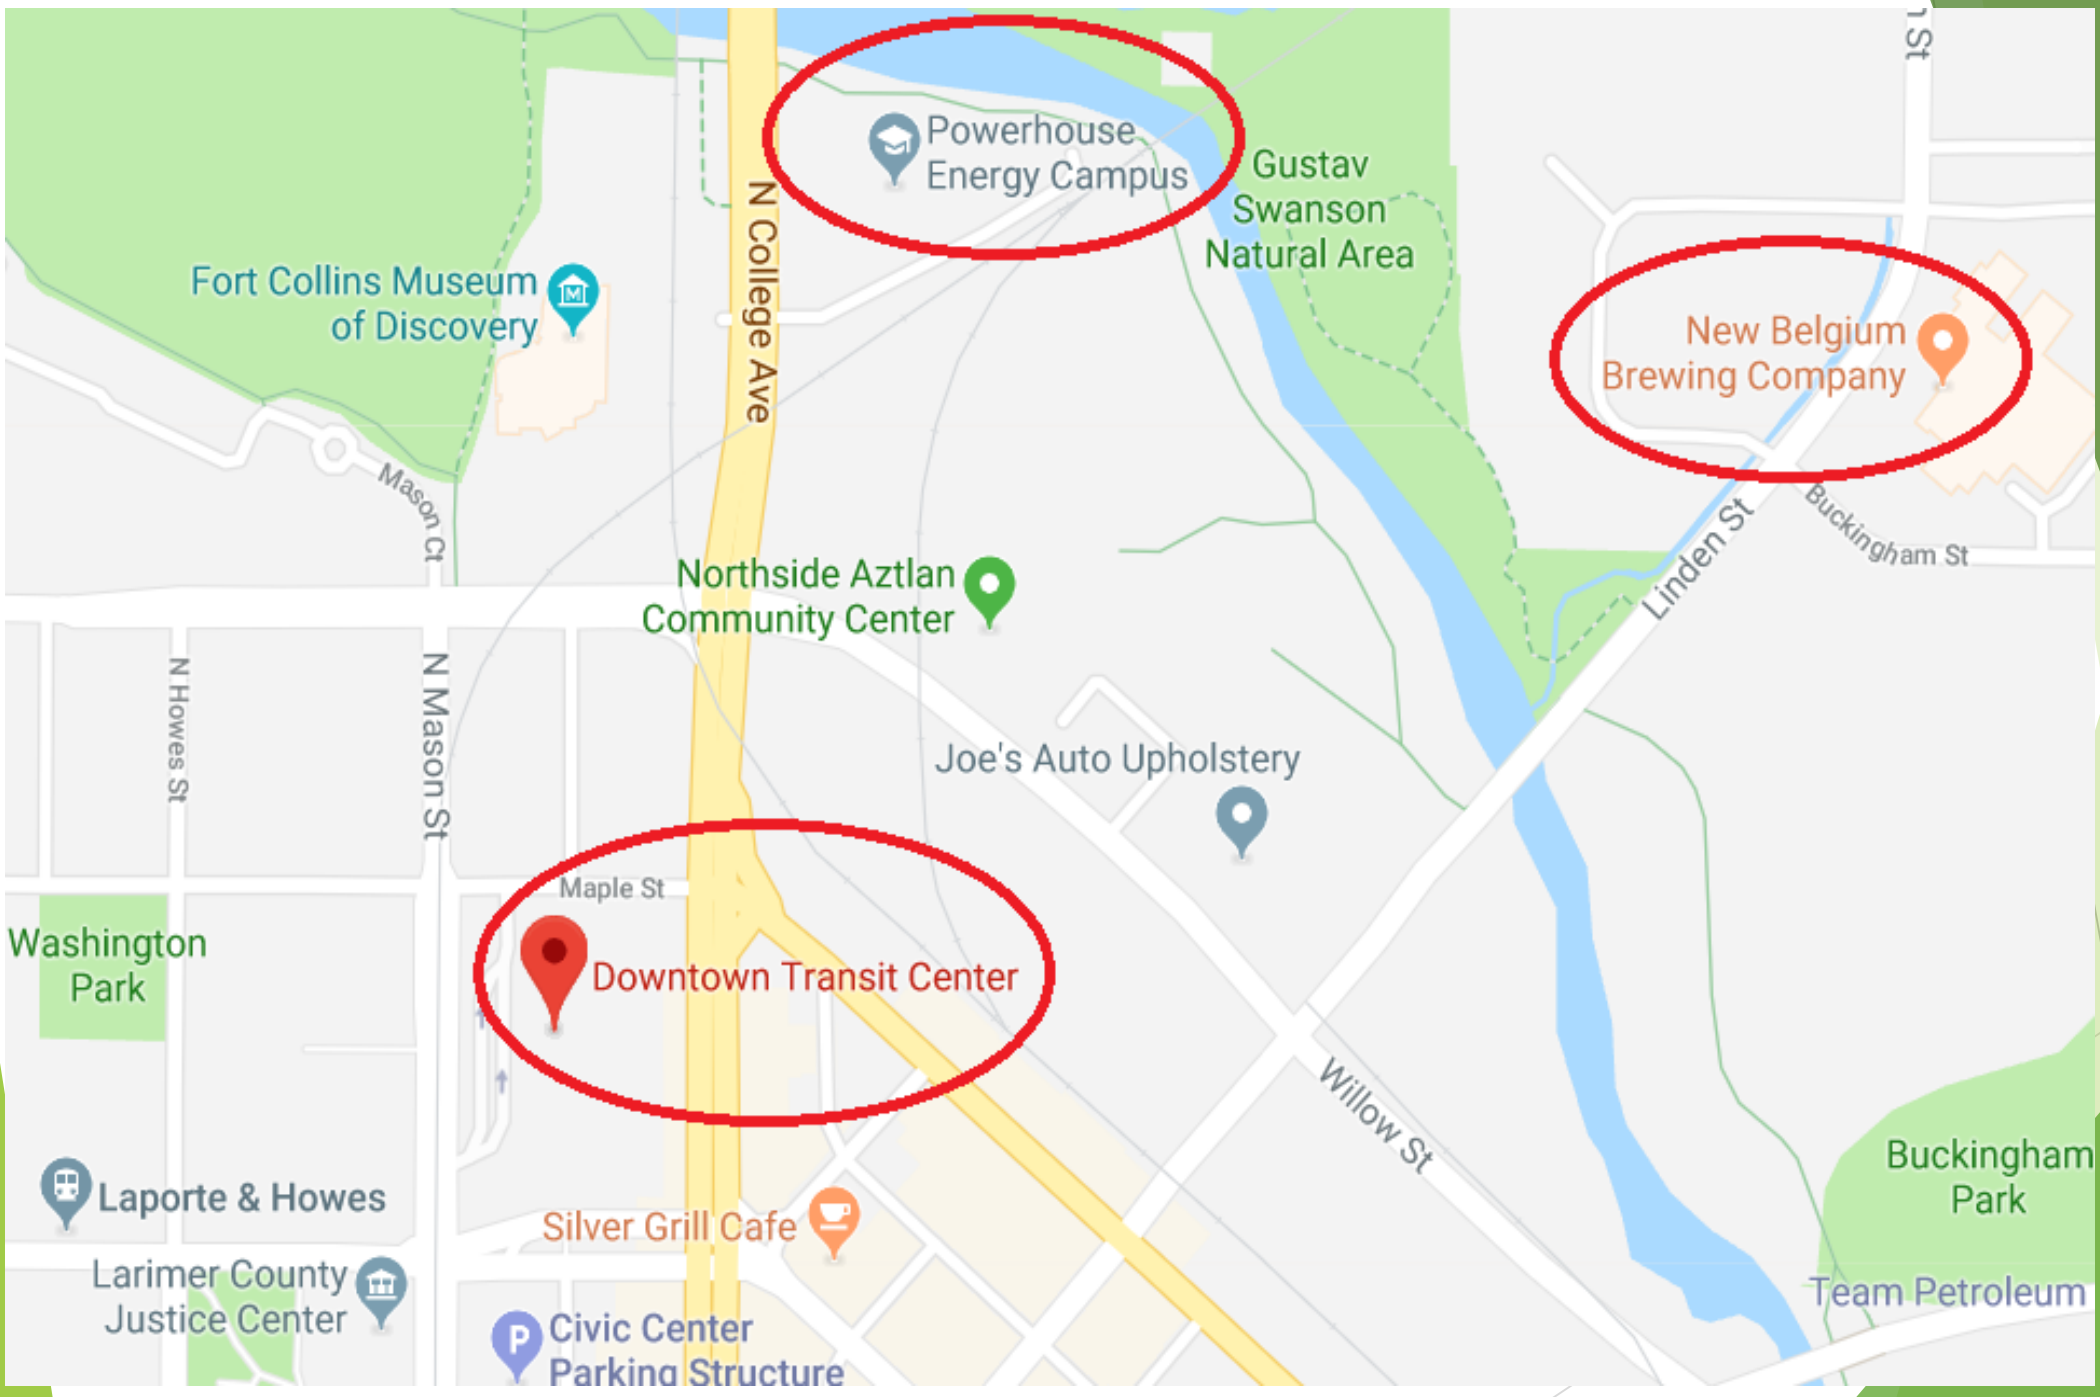 n St
Powerhouse
Energy Campus
Gustav
Swanson
Natural Area
N College Ave
Fort Collins Museum
of Discovery
New Belgium
Brewing Company
Mason Ct
Linden St
Buckingham St
Northside Aztlan
Community Center
N Howes St
N Mason St
Joe's Auto Upholstery
Maple St
Washington
Park
Downtown Transit Center
Willow St
Buckingham
Park
Laporte & Howes
Silver Grill Cafe
Larimer County
Justice Center
Team Petroleum
Civic Center
Parking Structure
M
P